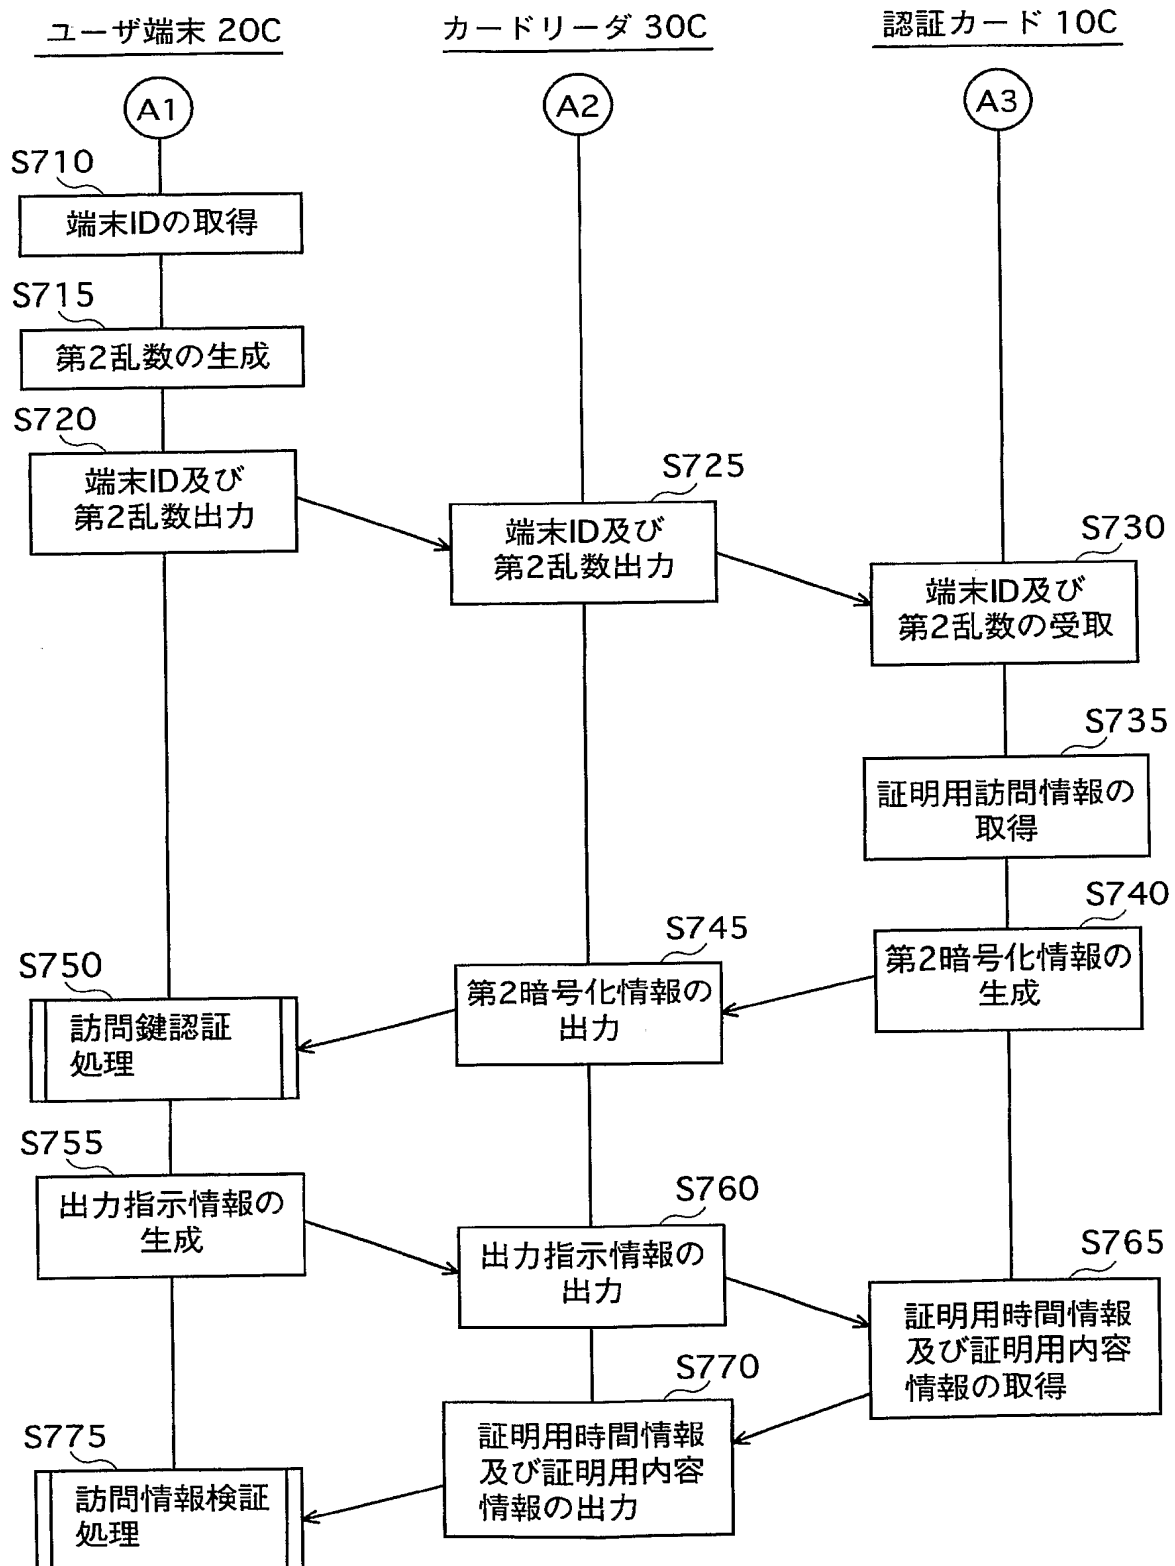 ユーザ端末 20C
カードリーダ 30C
認証カード 10C
A1
A2
A3
S710
端末IDの取得
S715
第2乱数の生成
S720
端末ID及び
第2乱数出力
S725
端末ID及び
第2乱数出力
S730
端末ID及び
第2乱数の受取
S735
証明用訪問情報の
取得
S740
第2暗号化情報の
生成
S745
第2暗号化情報の
出力
S750
訪問鍵認証
処理
S755
出力指示情報の
生成
S760
出力指示情報の
出力
S765
証明用時間情報
及び証明用内容
情報の取得
S770
証明用時間情報
及び証明用内容
情報の出力
S775
訪問情報検証
処理